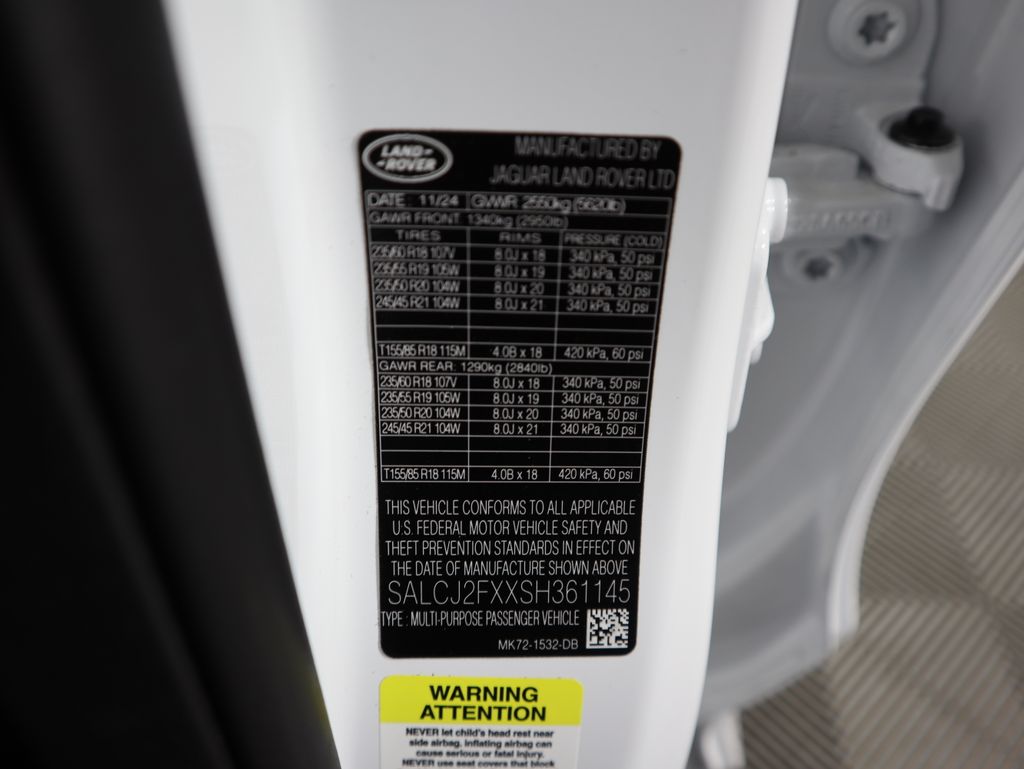 LAND-
-ROVER
MANUFACTURED BY
JAGUAR LAND ROVER LTD
DATE: 11/24 GVWR 2550kg (5620lb)
GAWR FRONT 1340kg (2950lb)
TIRES RIMS PRESSURE (COLD)
235/60 R18 107V 8.0J x 18 340 kPa, 50 psi
235/55 R19 105W 8.0J x 19 340 kPa, 50 psi
235/50 R20 104W 8.0J x 20 340 kPa, 50 psi
245/45 R21 104W 8.0J x 21 340 kPa, 50 psi
T155/85 R18 115M 4.0B x 18 420 kPa, 60 psi
GAWR REAR: 1290kg (2840lb)
235/60 R18 107V 8.0J x 18 340 kPa, 50 psi
235/55 R19 105W 8.0J x 19 340 kPa, 50 psi
235/50 R20 104W 8.0J x 20 340 kPa, 50 psi
245/45 R21 104W 8.0J x 21 340 kPa, 50 psi
T155/85 R18 115M 4.0B x 18 420 kPa, 60 psi
THIS VEHICLE CONFORMS TO ALL APPLICABLE
U.S. FEDERAL MOTOR VEHICLE SAFETY AND
THEFT PREVENTION STANDARDS IN EFFECT ON
THE DATE OF MANUFACTURE SHOWN ABOVE
SALCJ2FXXSH361145
TYPE : MULTI-PURPOSE PASSENGER VEHICLE
MK72-1532-DB
WARNING
ATTENTION
NEVER let child's head rest near
side airbag, inflating airbag can
cause serious or fatal injury.
NEVER use seat covers that block